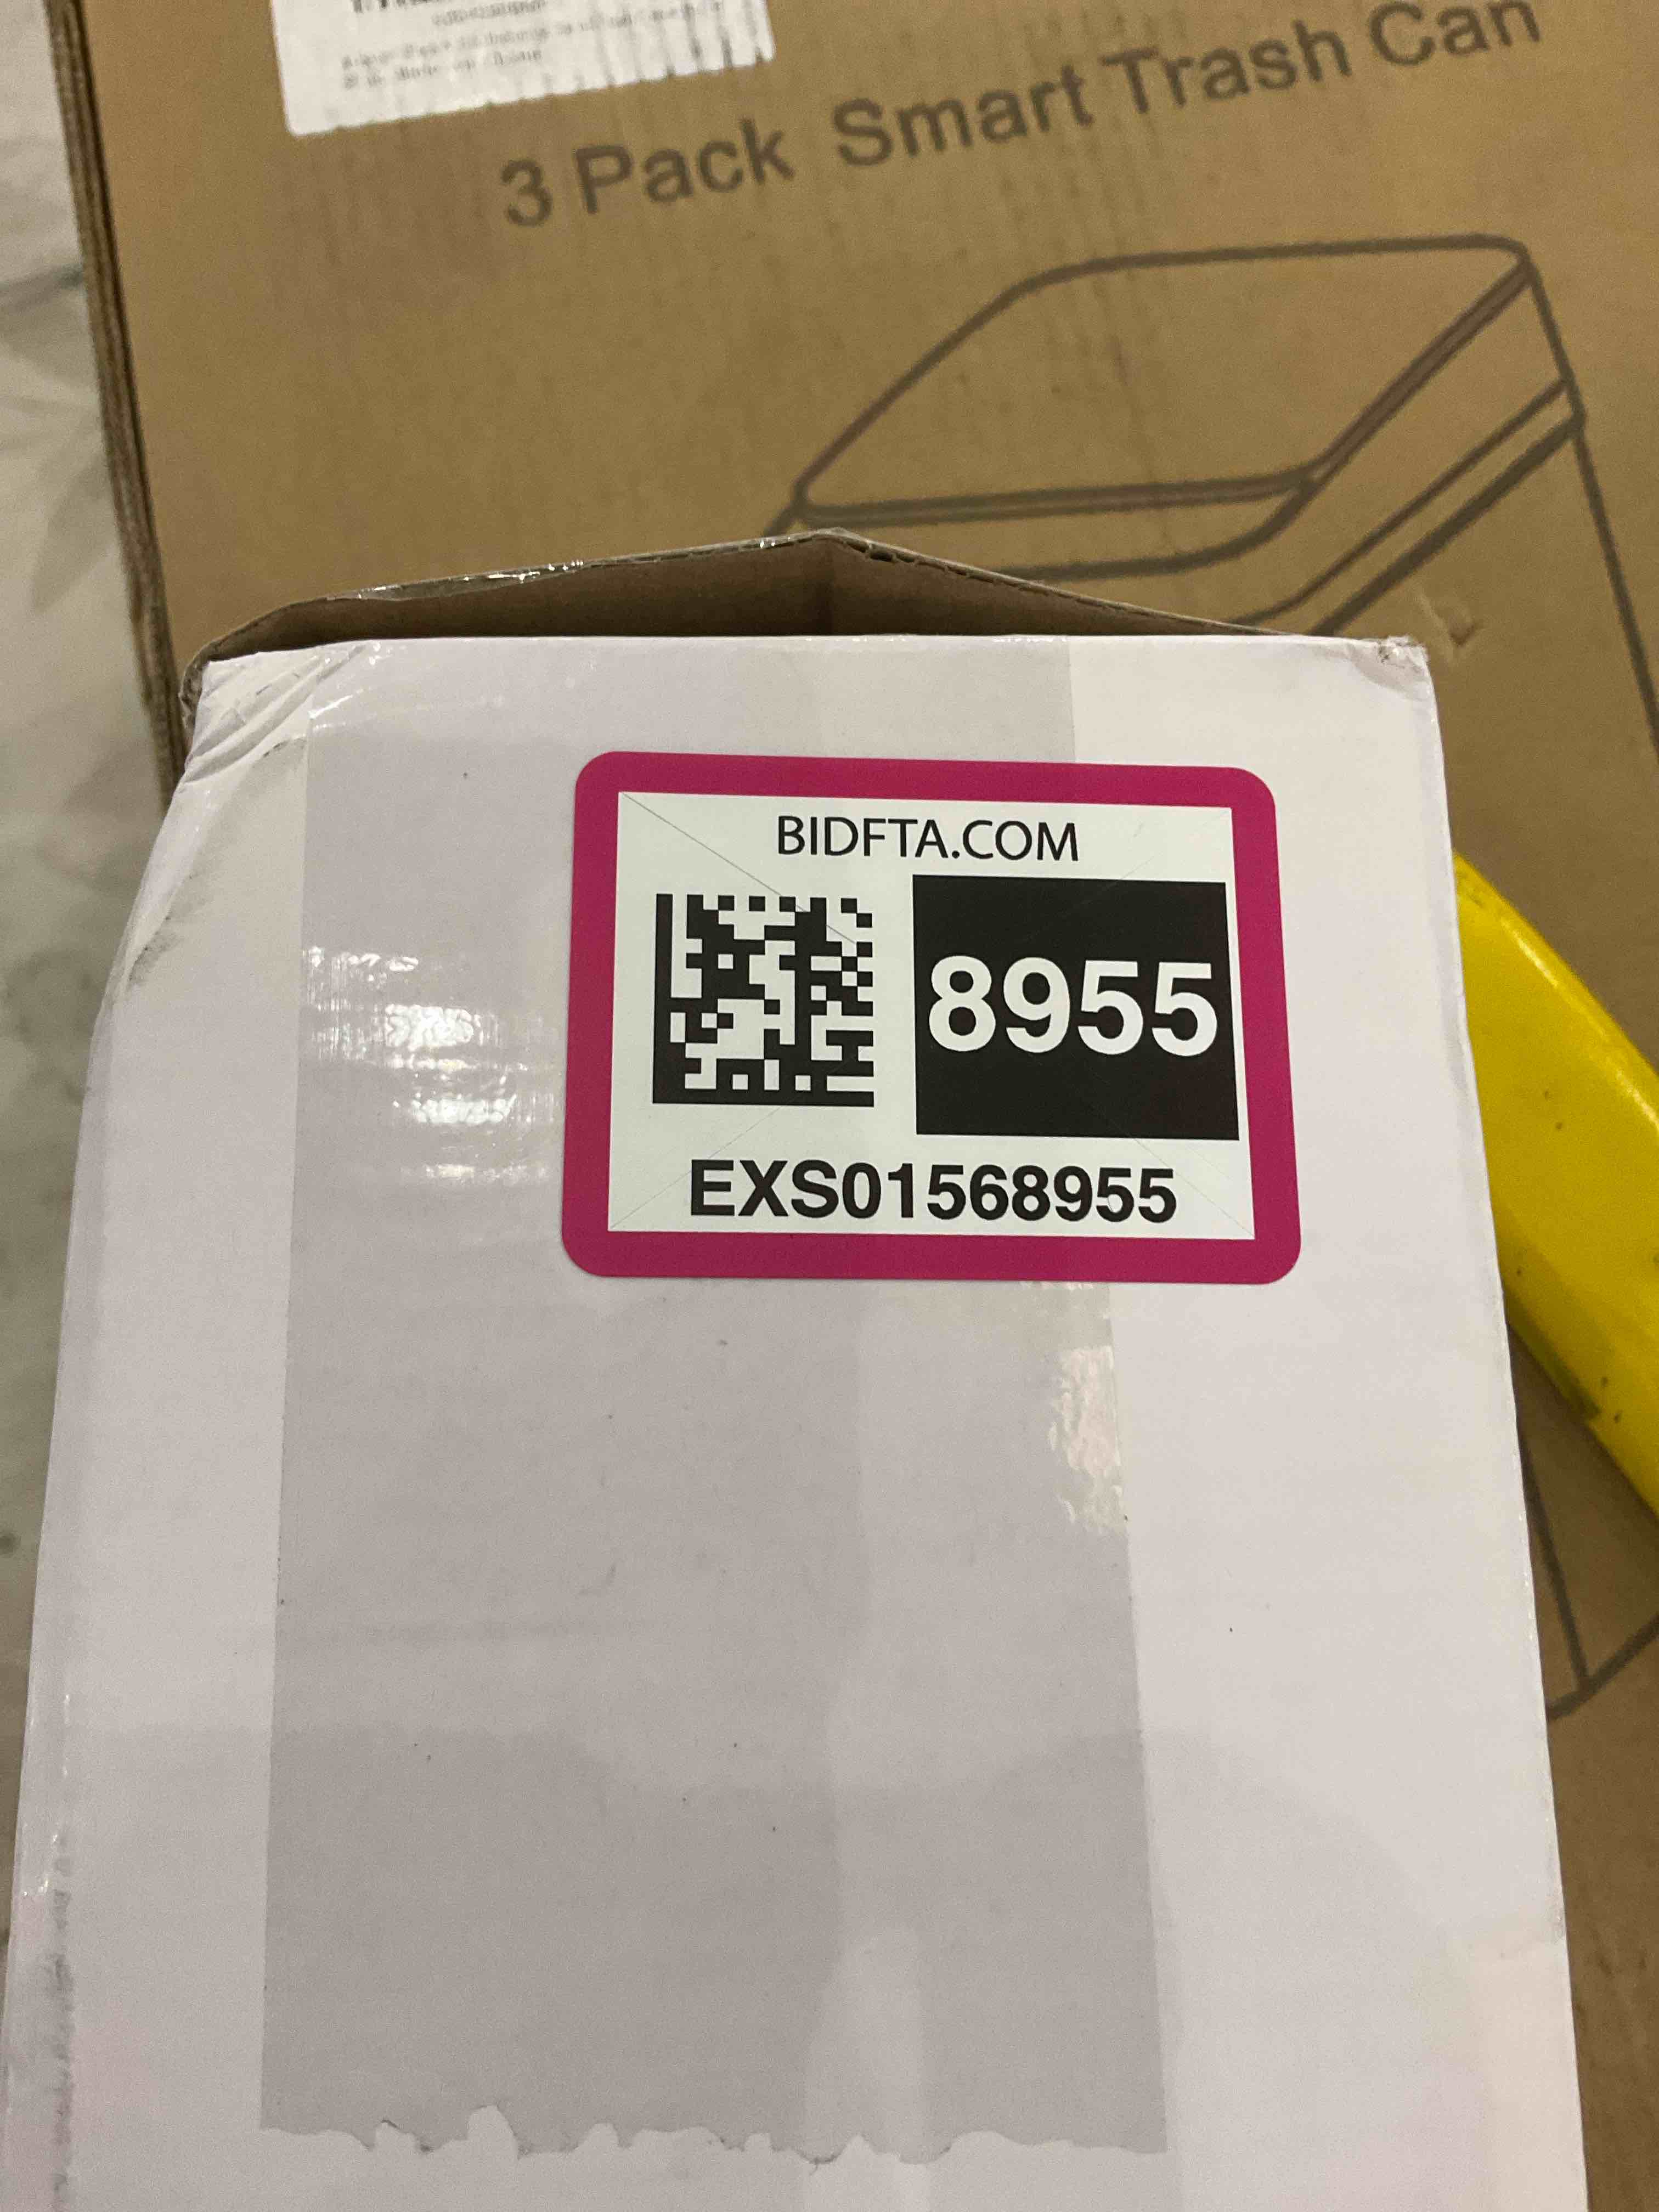 3 Pack Smart Trash Can
BIDFTA.COM
8955
EXS01568955